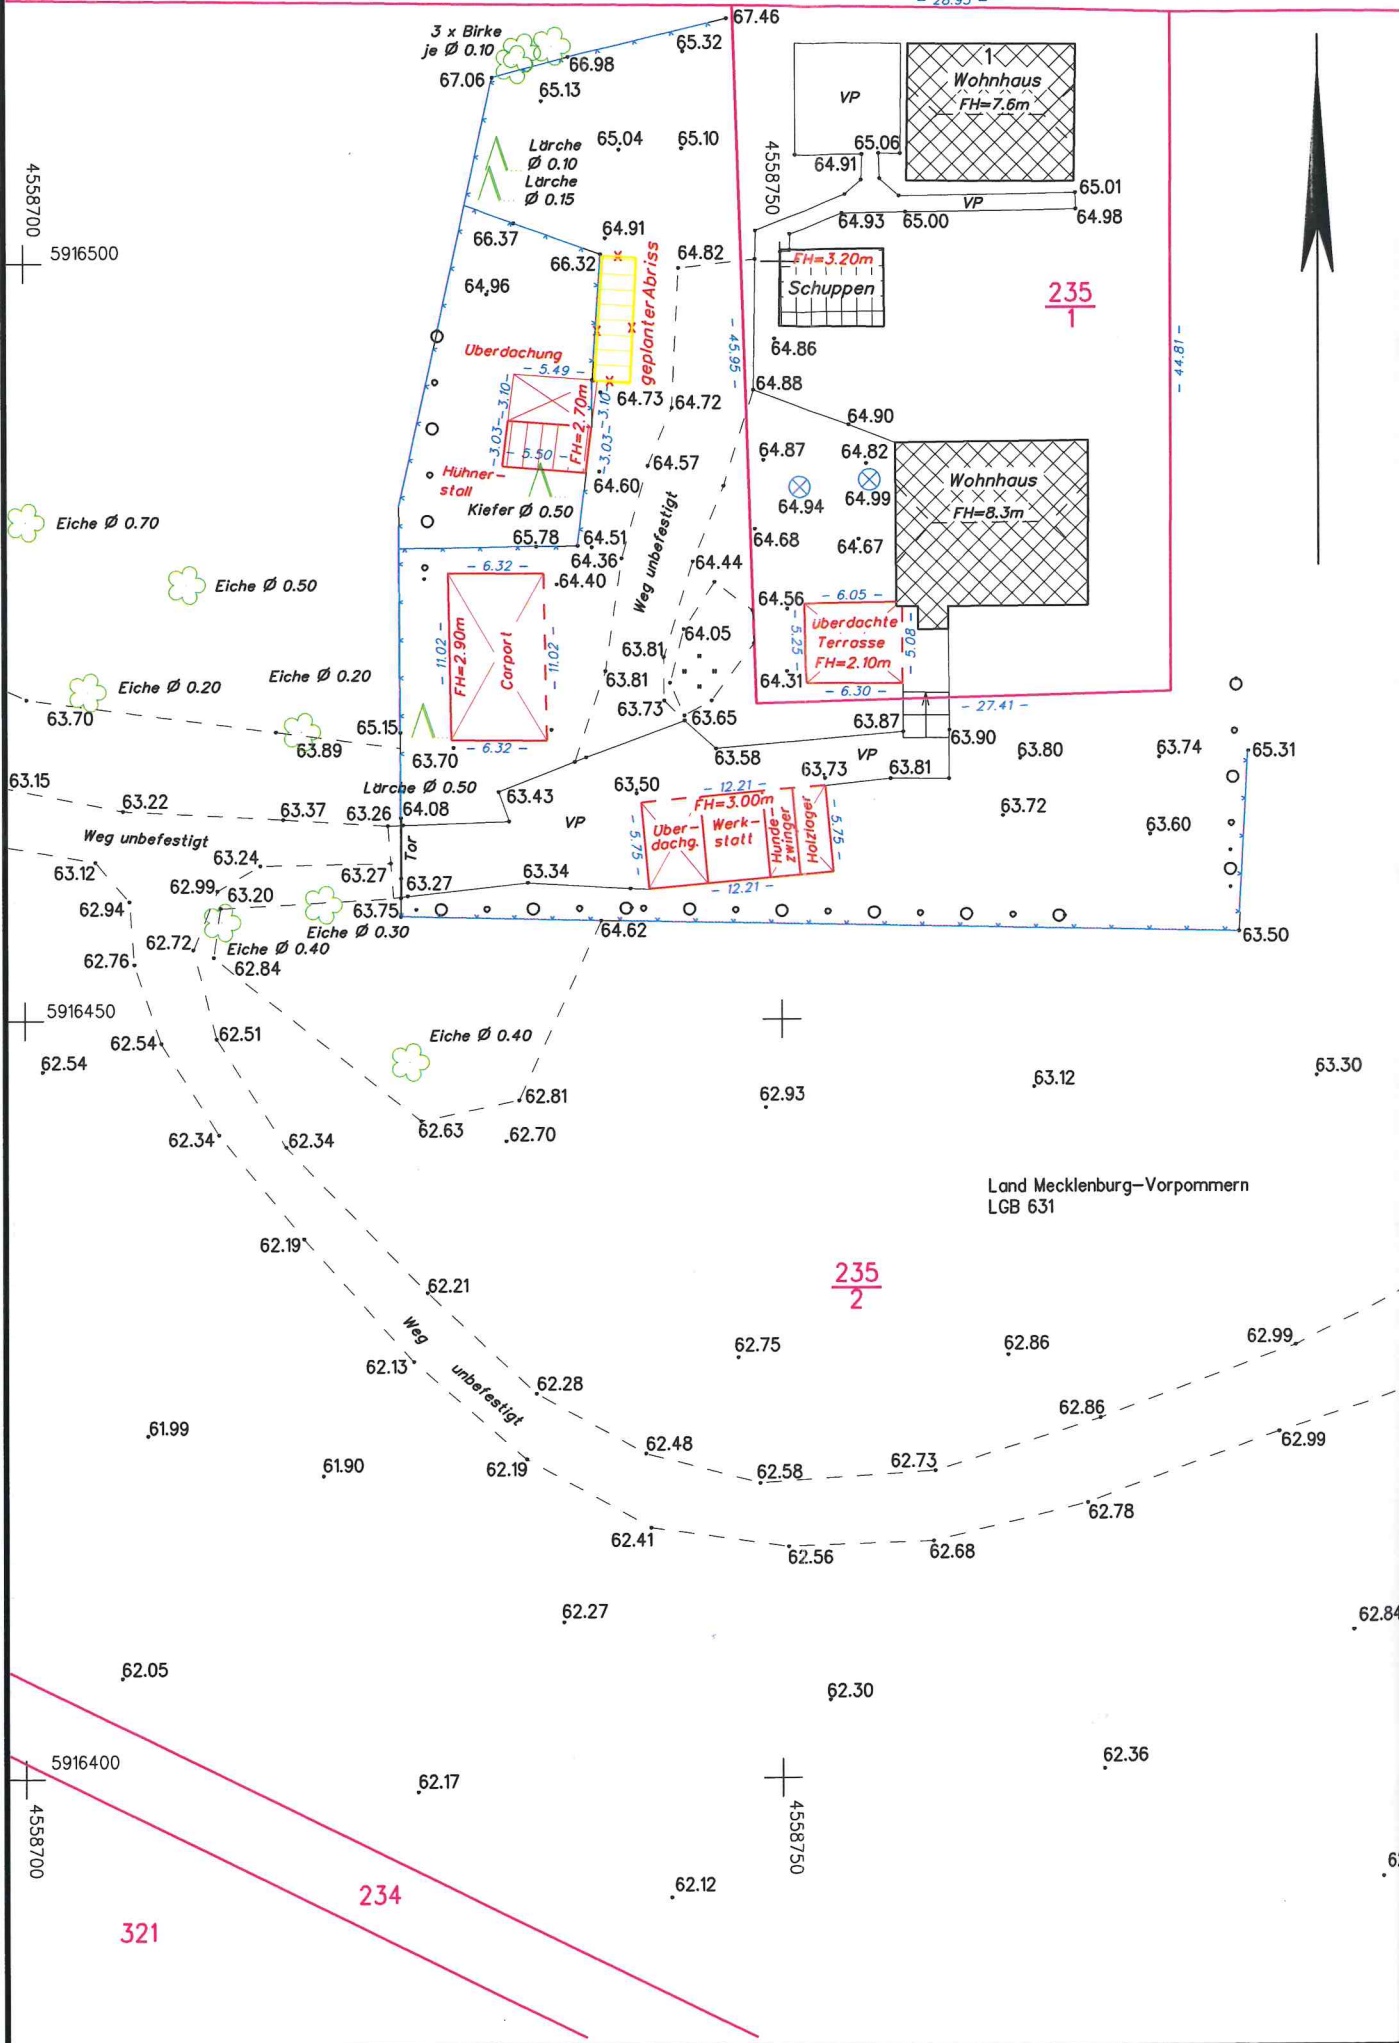 - 28.95 -
67.46
3 x Birke
je Ø 0.10
65.32
66.98
67.06
65.13
1
Wohnhaus
FH=7.6m
VP
Lärche
Ø 0.10
Lärche
Ø 0.15
65.04
65.10
4558750
65.06
64.91
65.01
VP
64.98
64.93
65.00
4558700
5916500
66.37
64.91
66.32
64.82
FH=3.20m
Schuppen
235
1
64.96
geplanter Abriss
- 45.95 -
- 44.81 -
64.86
Überdachung
- 5.49 -
-3.03-
-3.10-
FH=2.70m
-3.03-
-3.10-
64.73
64.72
64.88
64.90
- 5.50 -
Hühner-
stall
64.57
64.87
64.82
64.60
64.94
64.99
Wohnhaus
FH=8.3m
Kiefer Ø 0.50
Eiche Ø 0.70
65.78
64.51
64.36
Weg unbefestigt
64.68
64.67
- 6.32 -
64.40
64.44
Eiche Ø 0.50
64.56
- 6.05 -
überdachte
Terrasse
FH=2.10m
- 5.25 -
- 5.08 -
- 6.30 -
- 11.02 -
FH=2.90m
Carport
- 11.02 -
64.05
63.81
63.81
64.31
Eiche Ø 0.20
Eiche Ø 0.20
63.70
63.73
63.65
- 27.41 -
65.15
63.89
63.70
- 6.32 -
63.87
63.90
63.80
63.74
65.31
63.58
VP
63.15
Lärche Ø 0.50
63.50
- 12.21 -
63.73
63.81
63.22
63.37
63.26
64.08
63.43
VP
FH=3.00m
Über-
dachg.
Werk-
statt
Hunde-
zwinger
Holzlager
- 5.75 -
- 5.75 -
- 12.21 -
63.72
63.60
Weg unbefestigt
Tor
63.12
63.24
63.27
63.27
63.34
62.99
63.20
62.94
63.75
Eiche Ø 0.30
64.62
63.50
62.72
Eiche Ø 0.40
62.76
62.84
5916450
62.54
62.51
Eiche Ø 0.40
62.54
63.12
63.30
62.81
62.93
62.34
62.34
62.63
62.70
Land Mecklenburg-Vorpommern
LGB 631
62.19
235
2
62.21
Weg
unbefestigt
62.75
62.86
62.99
62.13
62.28
62.86
61.99
62.48
62.99
61.90
62.19
62.58
62.73
62.78
62.41
62.56
62.68
62.27
62.84
62.05
62.30
5916400
62.36
62.17
4558700
4558750
62.12
234
321